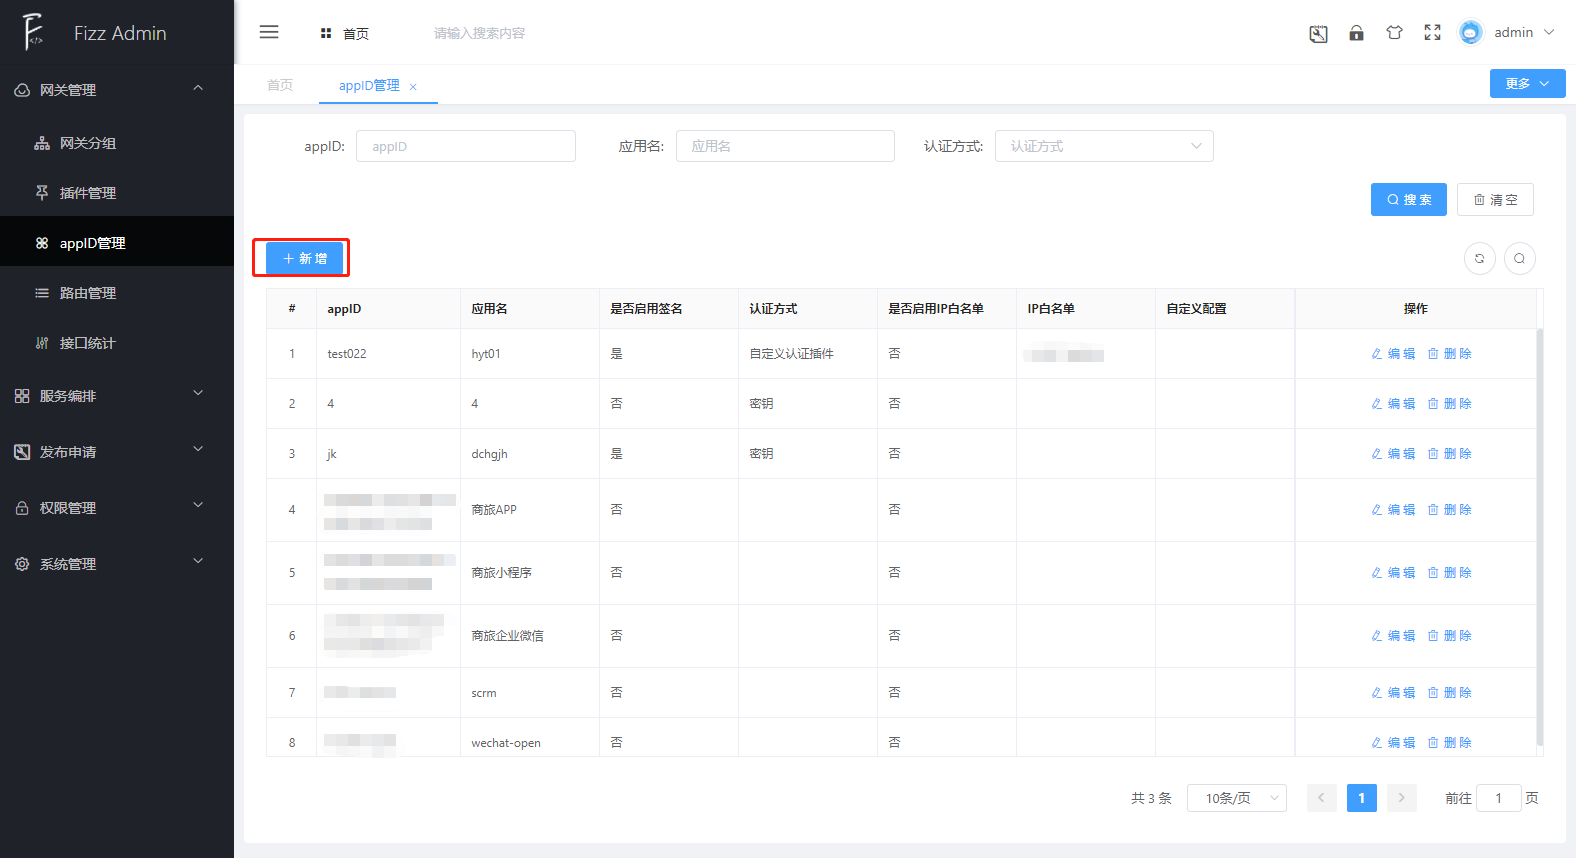 Fizz Admin
首页
请输入搜索内容
admin
首页
appID管理
更多
网关管理
网关分组
插件管理
appID管理
路由管理
接口统计
服务编排
发布申请
权限管理
系统管理
appID: appID
应用名: 应用名
认证方式: 认证方式
搜 索
清 空
新 增
# appID 应用名 是否启用签名 认证方式 是否启用IP白名单 IP白名单 自定义配置 操作
1 test022 hyt01 是 自定义认证插件 否 编 辑 删 除
2 4 4 否 密钥 否 编 辑 删 除
3 jk dchgjh 是 密钥 否 编 辑 删 除
4 商旅APP 否 否 编 辑 删 除
5 商旅小程序 否 否 编 辑 删 除
6 商旅企业微信 否 否 编 辑 删 除
7 scrm 否 否 编 辑 删 除
8 wechat-open 否 否 编 辑 删 除
共 3 条 10条/页 1 前往 1 页